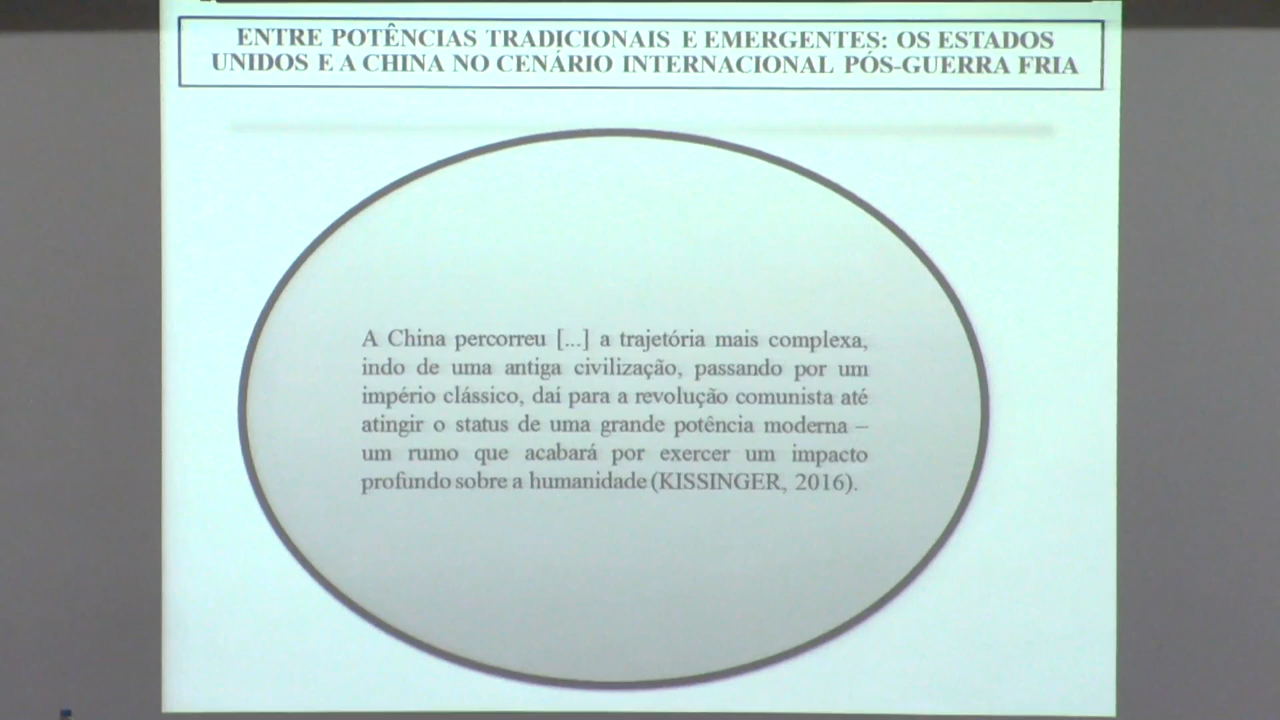 ENTRE POTÊNCIAS TRADICIONAIS E EMERGENTES: OS ESTADOS
UNIDOS E A CHINA NO CENÁRIO INTERNACIONAL PÓS-GUERRA FRIA
A China percorreu [...] a trajetória mais complexa,
indo de uma antiga civilização, passando por um
império clássico, daí para a revolução comunista até
atingir o status de uma grande potência moderna –
um rumo que acabará por exercer um impacto
profundo sobre a humanidade (KISSINGER, 2016).